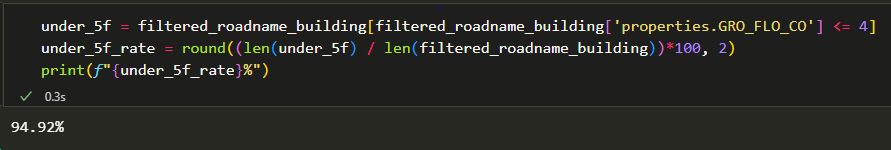 under_5f = filtered_roadname_building[filtered_roadname_building['properties.GRO_FLO_CO'] <= 4]
under_5f_rate = round((len(under_5f) / len(filtered_roadname_building))*100, 2)
print(f"{under_5f_rate}%")
0.3s
94.92%